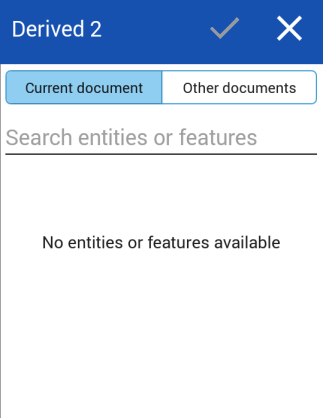 Derived 2
Current document
Other documents
Search entities or features
No entities or features available